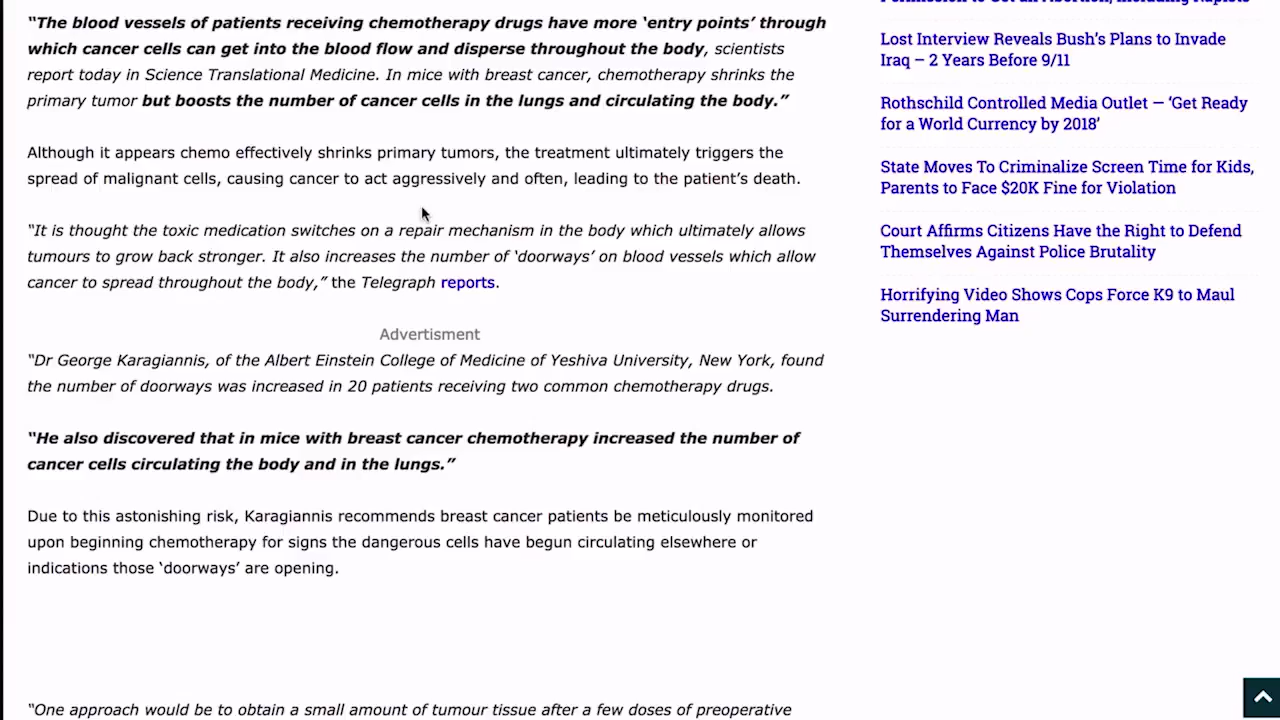 “The blood vessels of patients receiving chemotherapy drugs have more ‘entry points’ through
which cancer cells can get into the blood flow and disperse throughout the body, scientists
report today in Science Translational Medicine. In mice with breast cancer, chemotherapy shrinks the
primary tumor but boosts the number of cancer cells in the lungs and circulating the body.”
Although it appears chemo effectively shrinks primary tumors, the treatment ultimately triggers the
spread of malignant cells, causing cancer to act aggressively and often, leading to the patient’s death.
“It is thought the toxic medication switches on a repair mechanism in the body which ultimately allows
tumours to grow back stronger. It also increases the number of ‘doorways’ on blood vessels which allow
cancer to spread throughout the body,” the Telegraph reports.
Advertisment
“Dr George Karagiannis, of the Albert Einstein College of Medicine of Yeshiva University, New York, found
the number of doorways was increased in 20 patients receiving two common chemotherapy drugs.
“He also discovered that in mice with breast cancer chemotherapy increased the number of
cancer cells circulating the body and in the lungs.”
Due to this astonishing risk, Karagiannis recommends breast cancer patients be meticulously monitored
upon beginning chemotherapy for signs the dangerous cells have begun circulating elsewhere or
indications those ‘doorways’ are opening.
“One approach would be to obtain a small amount of tumour tissue after a few doses of preoperative
Permission to Get an Abortion, Including Rapists
Lost Interview Reveals Bush’s Plans to Invade
Iraq – 2 Years Before 9/11
Rothschild Controlled Media Outlet — ‘Get Ready
for a World Currency by 2018’
State Moves To Criminalize Screen Time for Kids,
Parents to Face $20K Fine for Violation
Court Affirms Citizens Have the Right to Defend
Themselves Against Police Brutality
Horrifying Video Shows Cops Force K9 to Maul
Surrendering Man